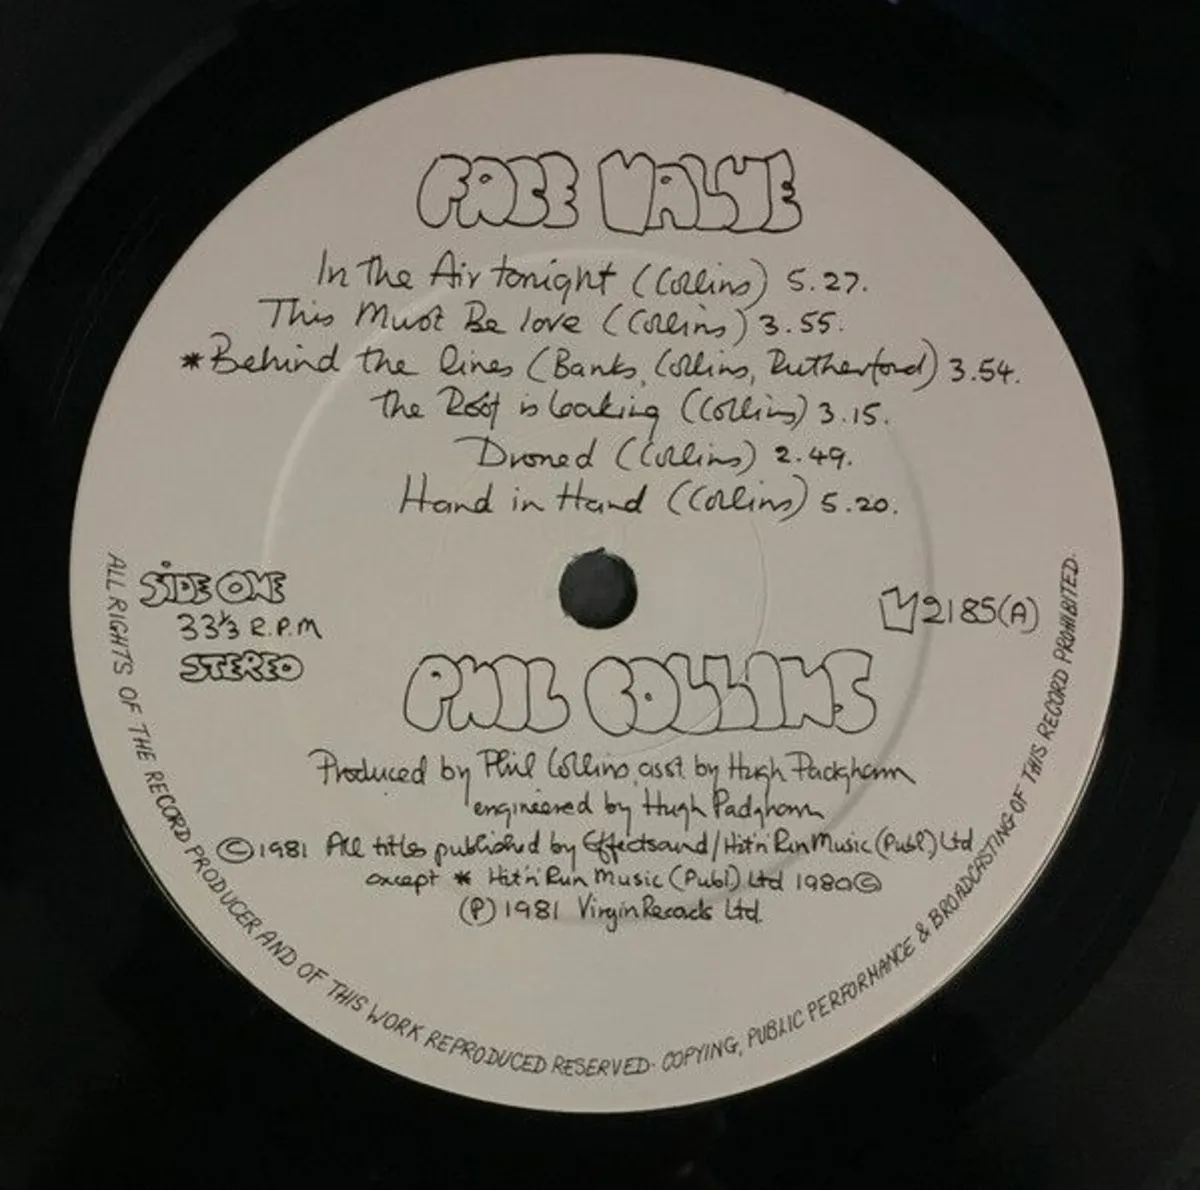 FACE VALUE
In the Air tonight (Collins) 5.27.
This Must Be love (Collins) 3.55.
*Behind the lines (Banks, Collins, Rutherford) 3.54.
the Roof is leaking (Collins) 3.15.
Droned (Collins) 2.49.
Hand in Hand (Collins) 5.20.
SIDE ONE
33⅓ R.P.M
STEREO
V2185(A)
PHIL COLLINS
Produced by Phil Collins, asst by Hugh Padgham
engineered by Hugh Padgham
©1981 All titles published by Effectsound/Hit'n'Run Music (Publ) Ltd
except * Hit'n'Run Music (Publ) Ltd 1980©
(P) 1981 Virgin Records Ltd.
ALL RIGHTS OF THE RECORD PRODUCER AND OF THIS WORK REPRODUCED RESERVED. COPYING, PUBLIC PERFORMANCE & BROADCASTING OF THIS RECORD PROHIBITED.